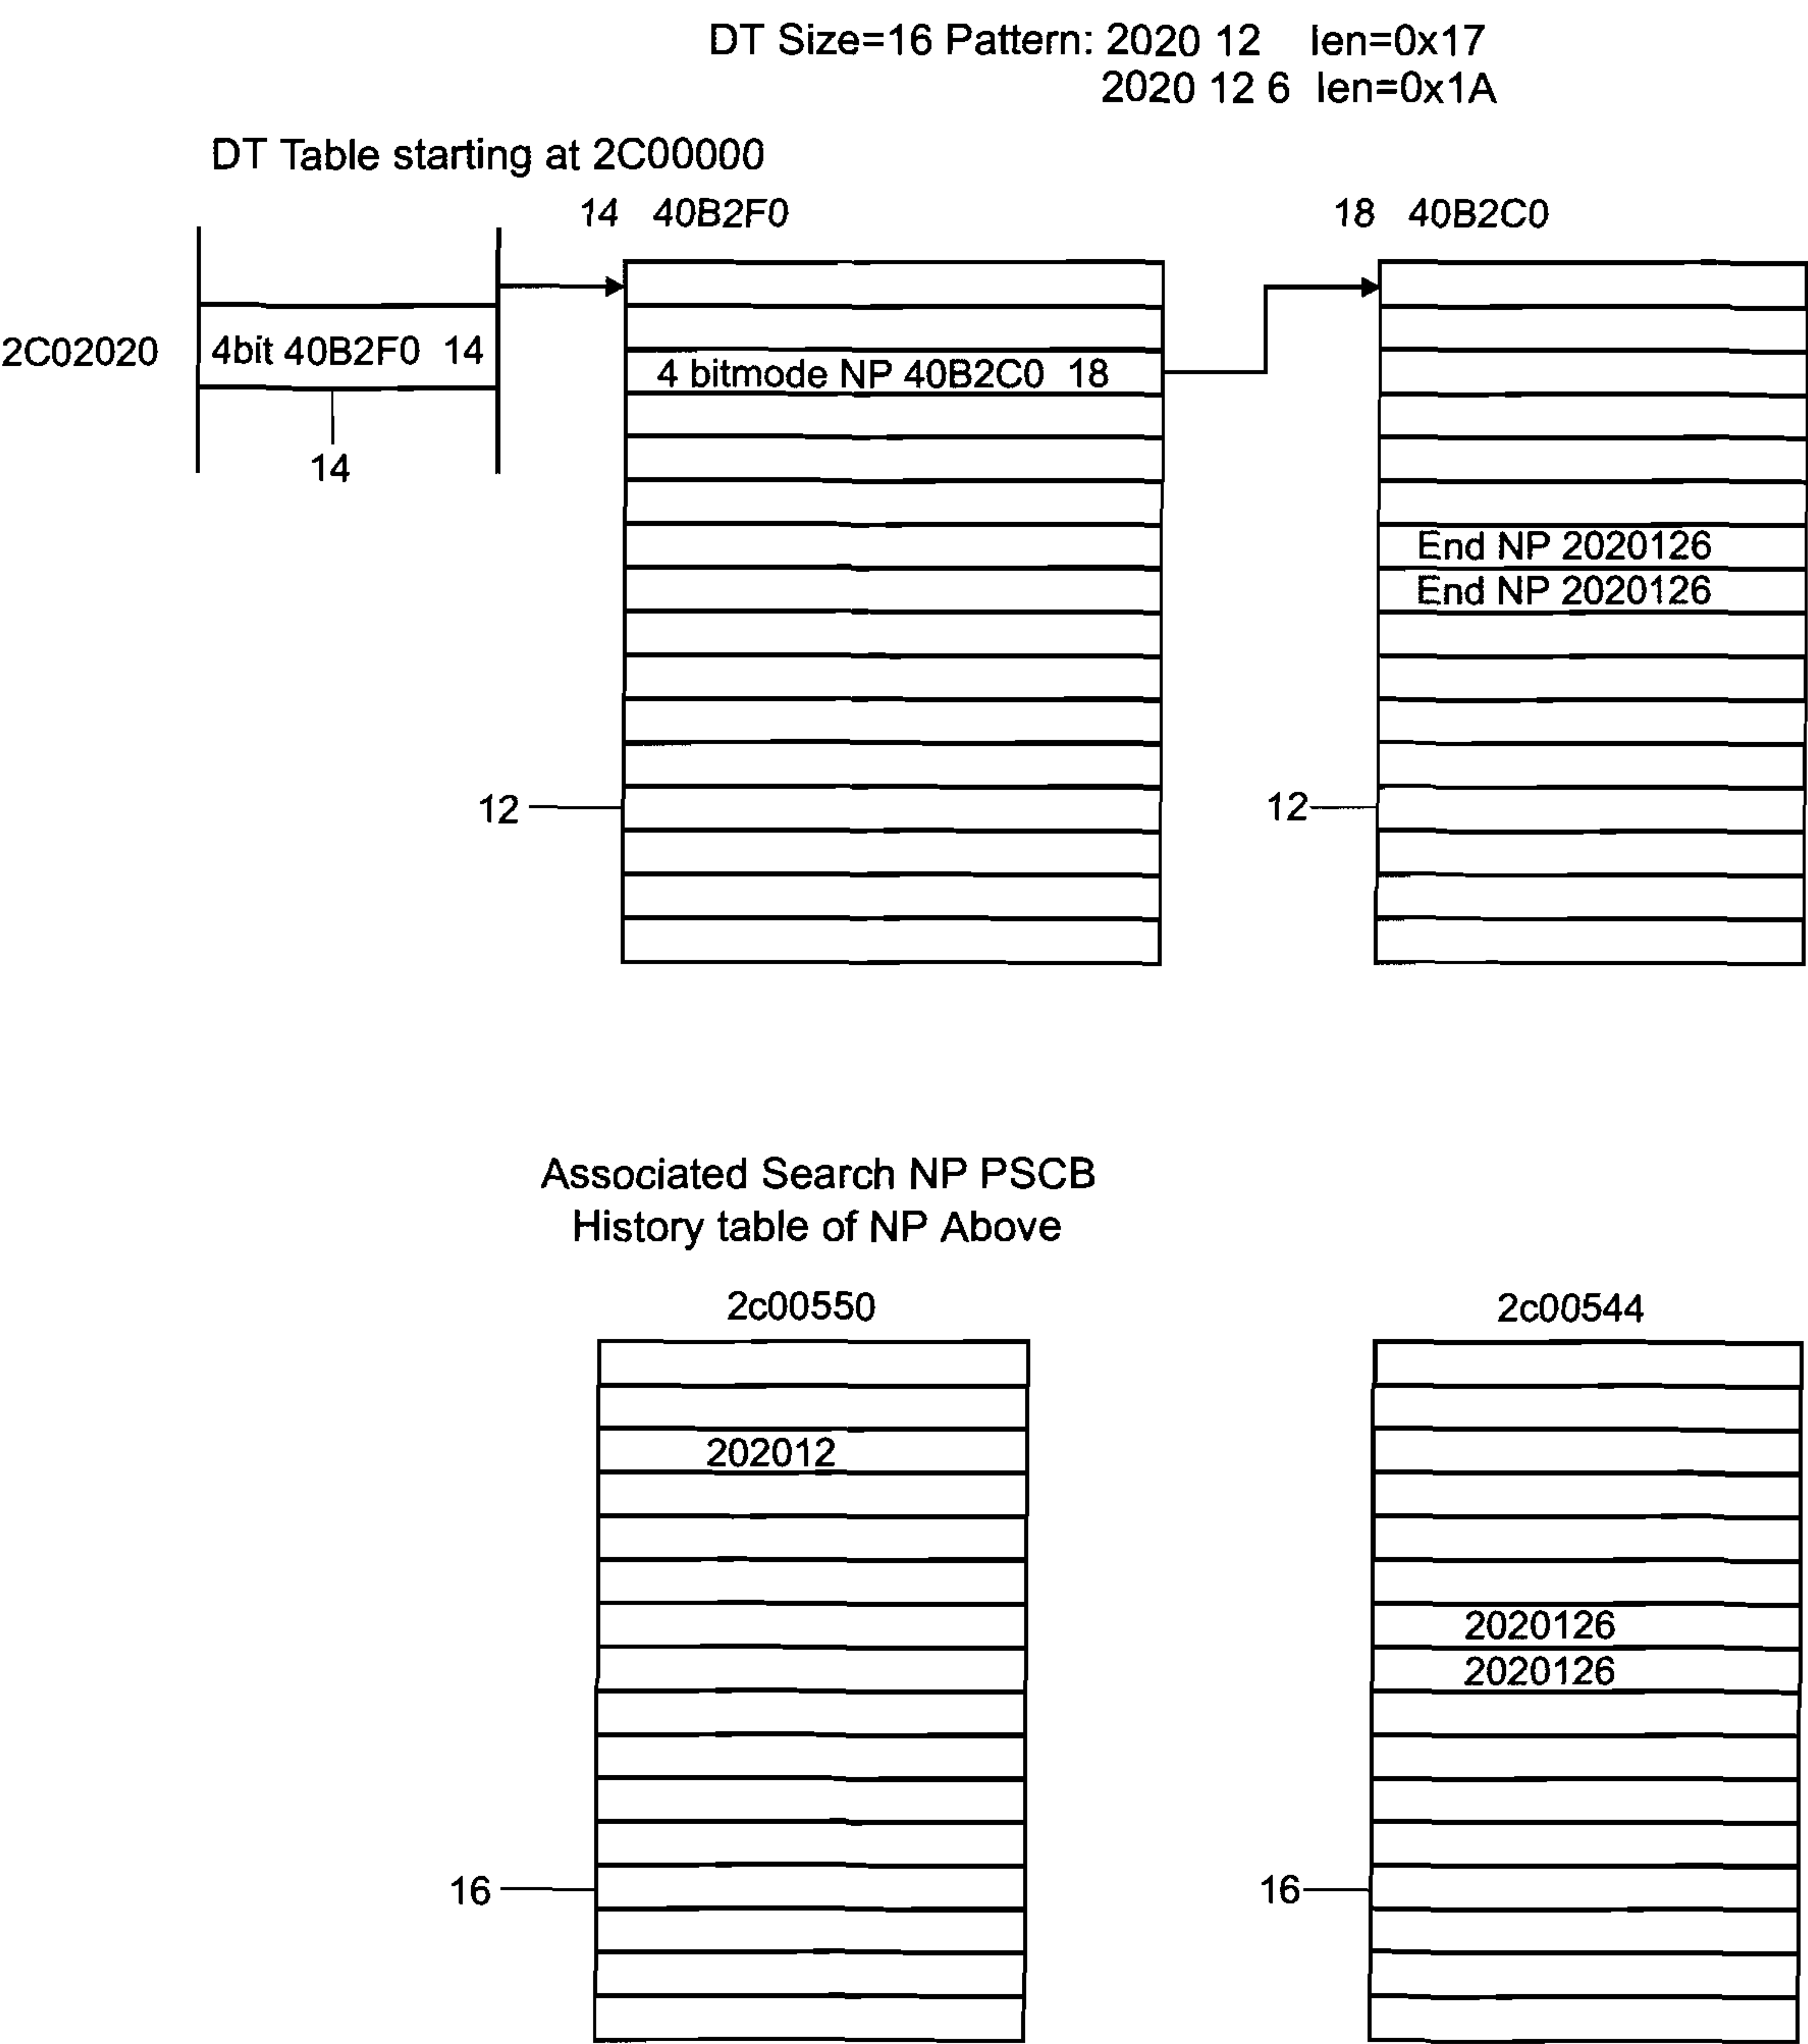 DT Size=16 Pattern: 2020 12 len=0x17
2020 12 6 len=0x1A
DT Table starting at 2C00000
14 40B2F0
18 40B2C0
2C02020
4bit 40B2F0 14
14
4 bitmode NP 40B2C0 18
End NP 2020126
End NP 2020126
12
12
Associated Search NP PSCB
History table of NP Above
2c00550
2c00544
202012
2020126
2020126
16
16